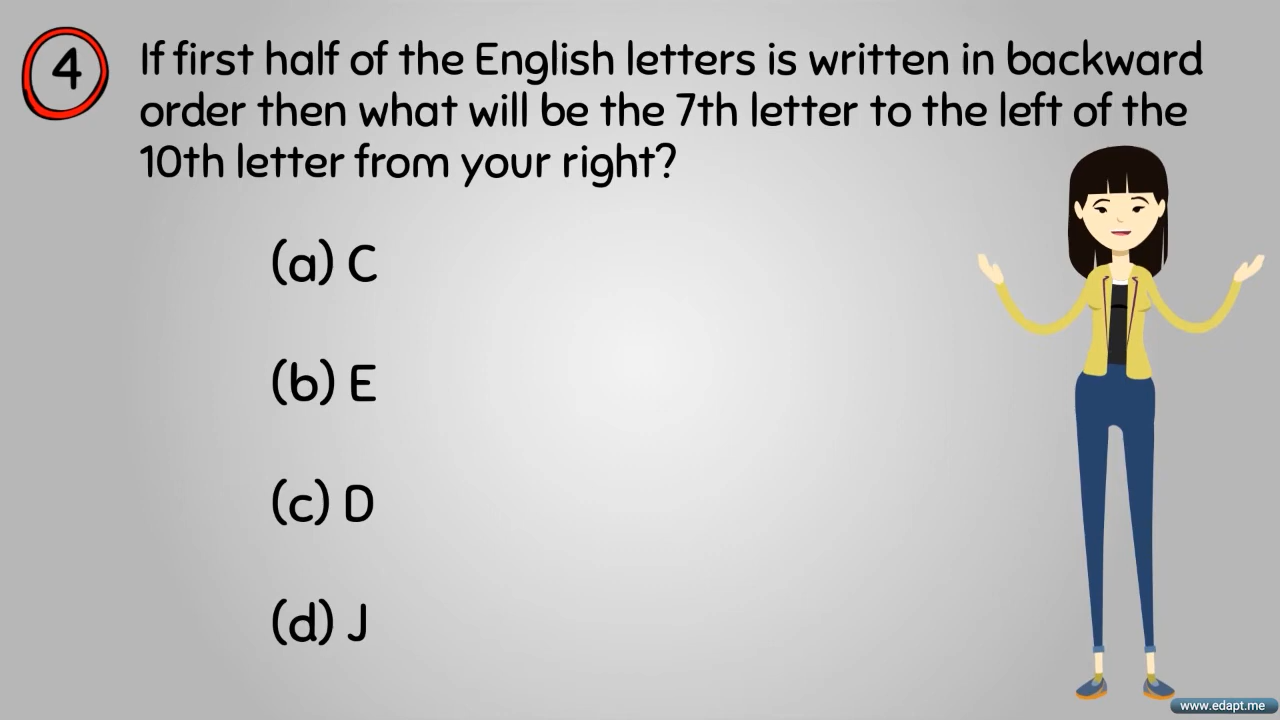 4
If first half of the English letters is written in backward
order then what will be the 7th letter to the left of the
10th letter from your right?
(a) C
(b) E
(c) D
(d) J
www.edapt.me